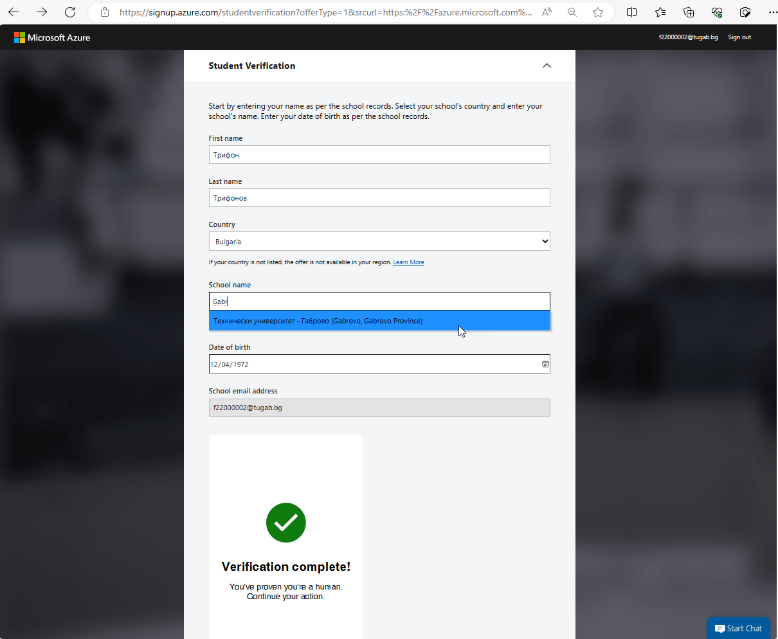 https://signup.azure.com/studentverification?offerType=1&srcurl=https:%2F%2Fazure.microsoft.com%...
Microsoft Azure
f22000002@tugab.bg Sign out
Student Verification
Start by entering your name as per the school records. Select your school's country and enter your
school's name. Enter your date of birth as per the school records.
First name
Трифон
Last name
Трифонов
Country
Bulgaria
If your country is not listed, the offer is not available in your region. Learn More
School name
Gabr
Технически университет - Габрово (Gabrovo, Gabrovo Province)
Date of birth
12/04/1972
School email address
f22000002@tugab.bg
Verification complete!
You've proven you're a human.
Continue your action.
Start Chat